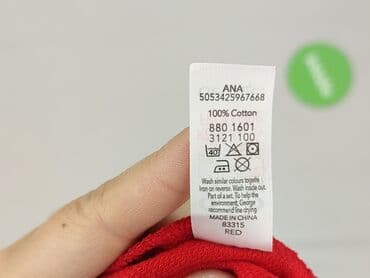 ANA
5053425967668
100% Cotton
880 1601
3121 100
40
Wash similar colours together.
Iron on reverse. Wash inside out.
Part of a set. To help the
environment, George
recommend line drying.
MADE IN CHINA
83315
RED